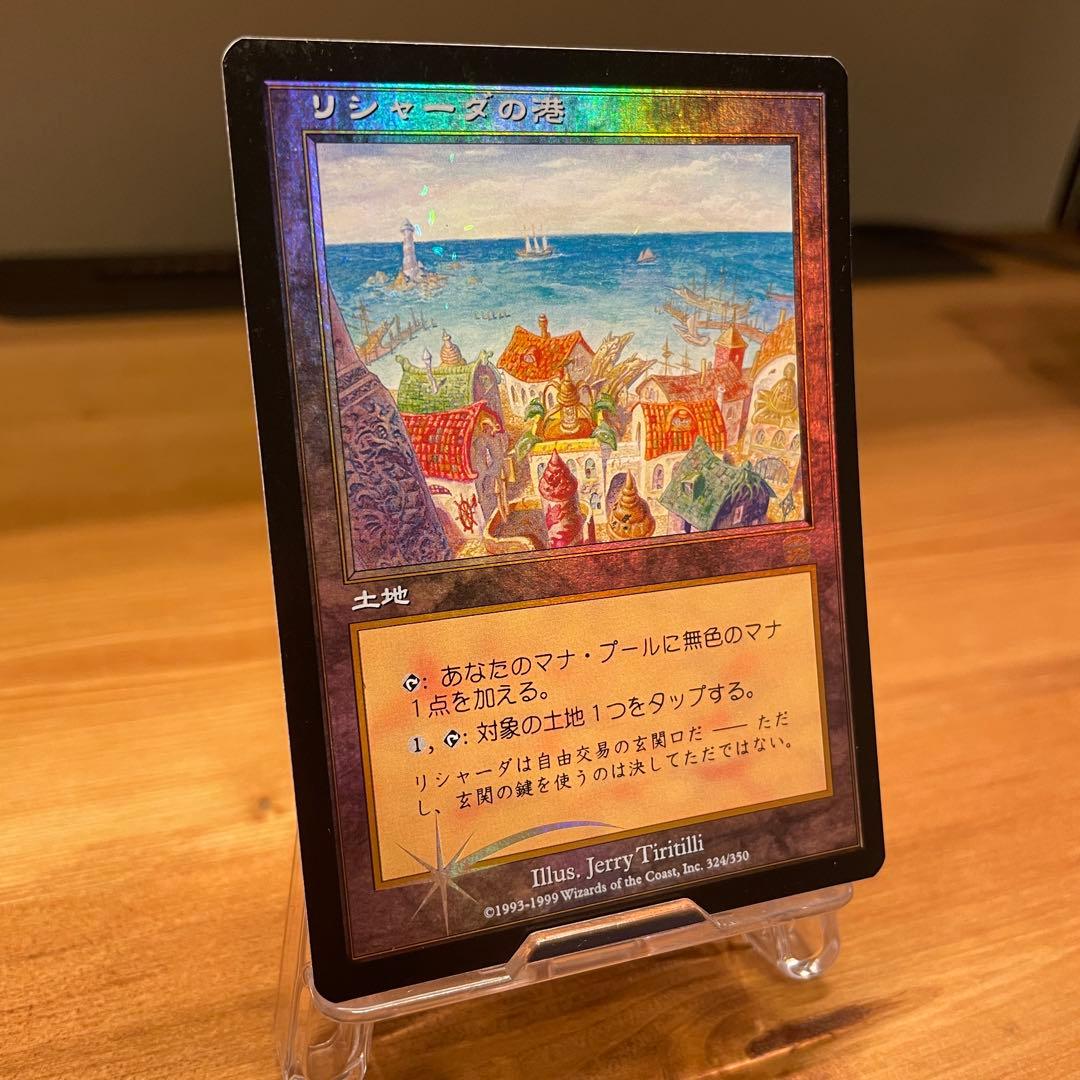 リシャーダの港
土地
: あなたのマナ・プールに無色のマナ
1点を加える。
1, : 対象の土地1つをタップする。
リシャーダは自由交易の玄関口だ ―― ただ
し、玄関の鍵を使うのは決してただではない。
Illus. Jerry Tiritilli
©1993-1999 Wizards of the Coast, Inc. 324/350